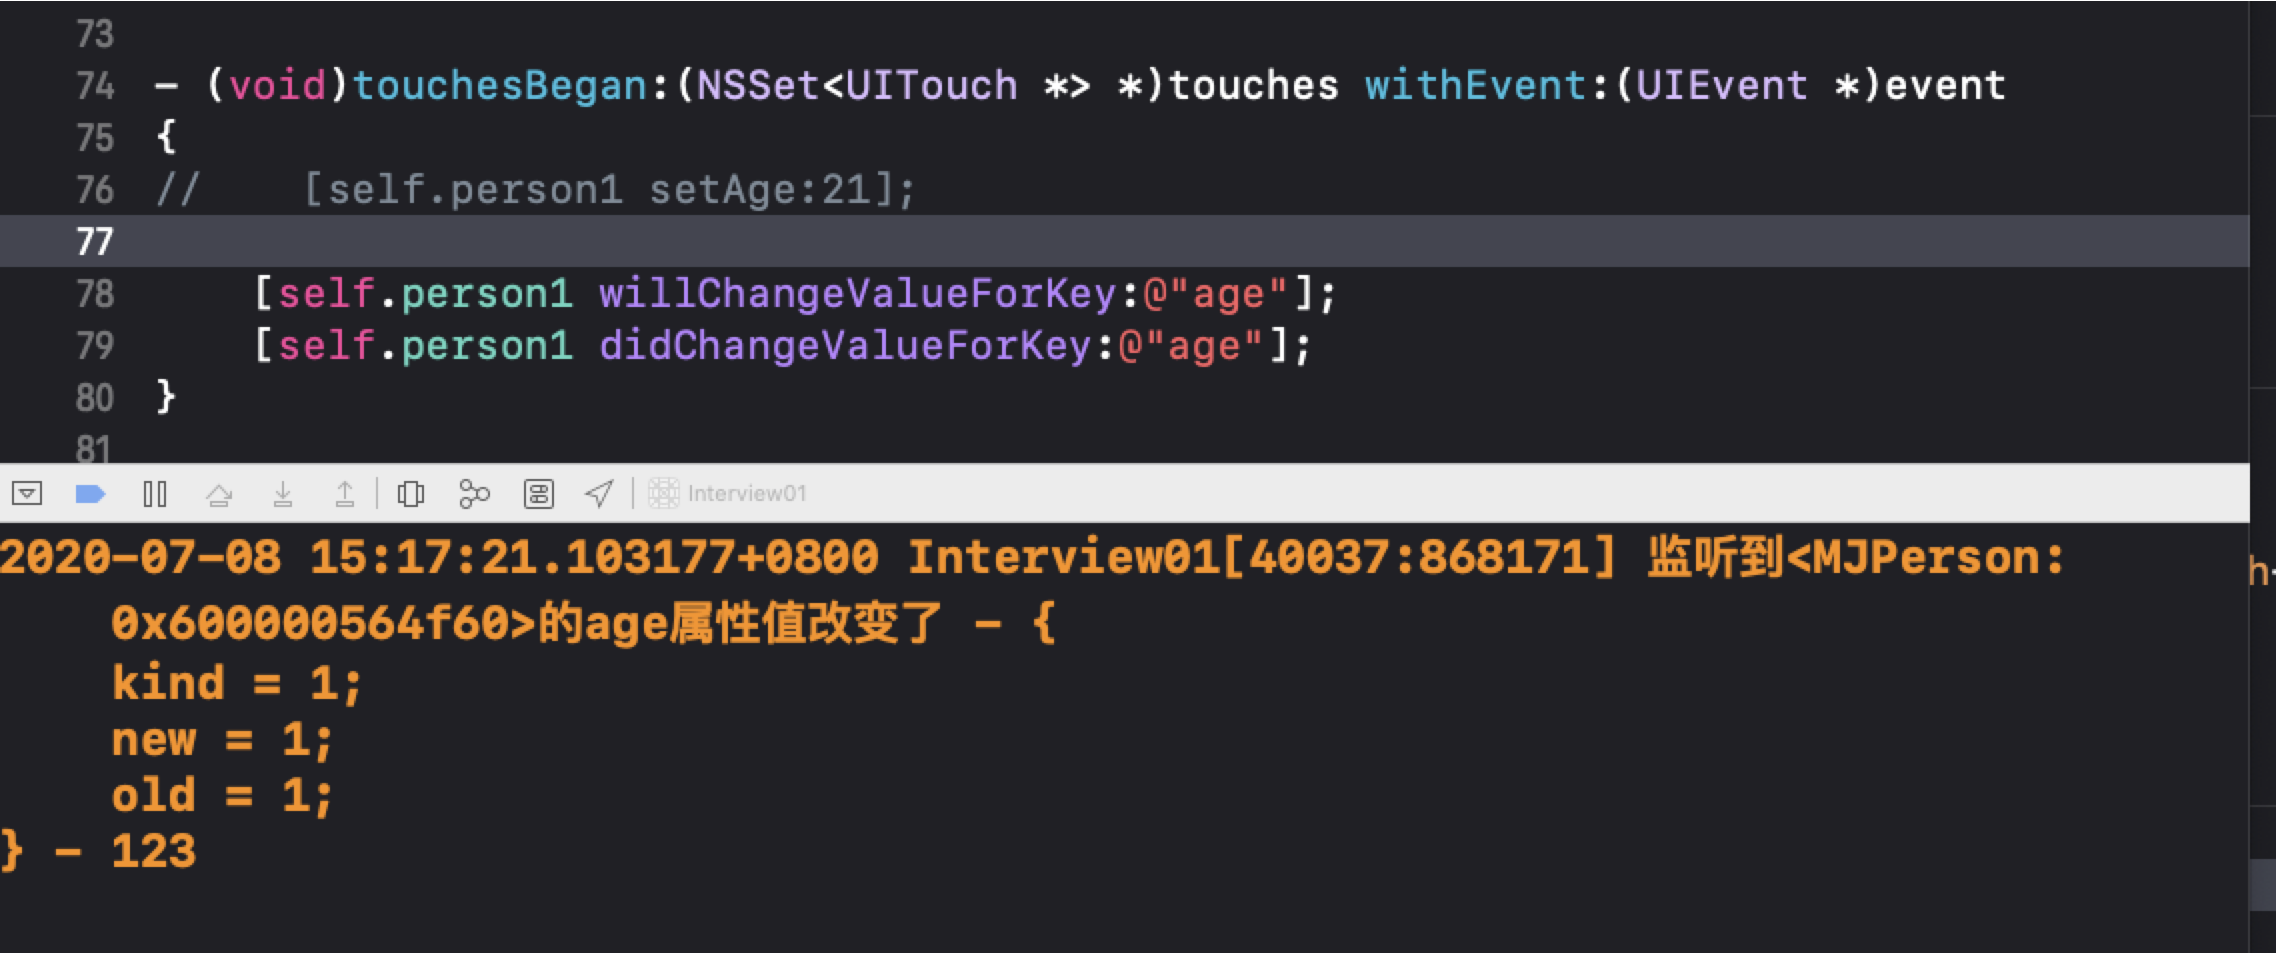 73
74 - (void)touchesBegan:(NSSet<UITouch *> *)touches withEvent:(UIEvent *)event
75 {
76 //    [self.person1 setAge:21];
77
78     [self.person1 willChangeValueForKey:@"age"];
79     [self.person1 didChangeValueForKey:@"age"];
80 }
81
Interview01
2020-07-08 15:17:21.103177+0800 Interview01[40037:868171] 监听到<MJPerson:
h-
0x600000564f60>的age属性值改变了 - {
kind = 1;
new = 1;
old = 1;
} - 123